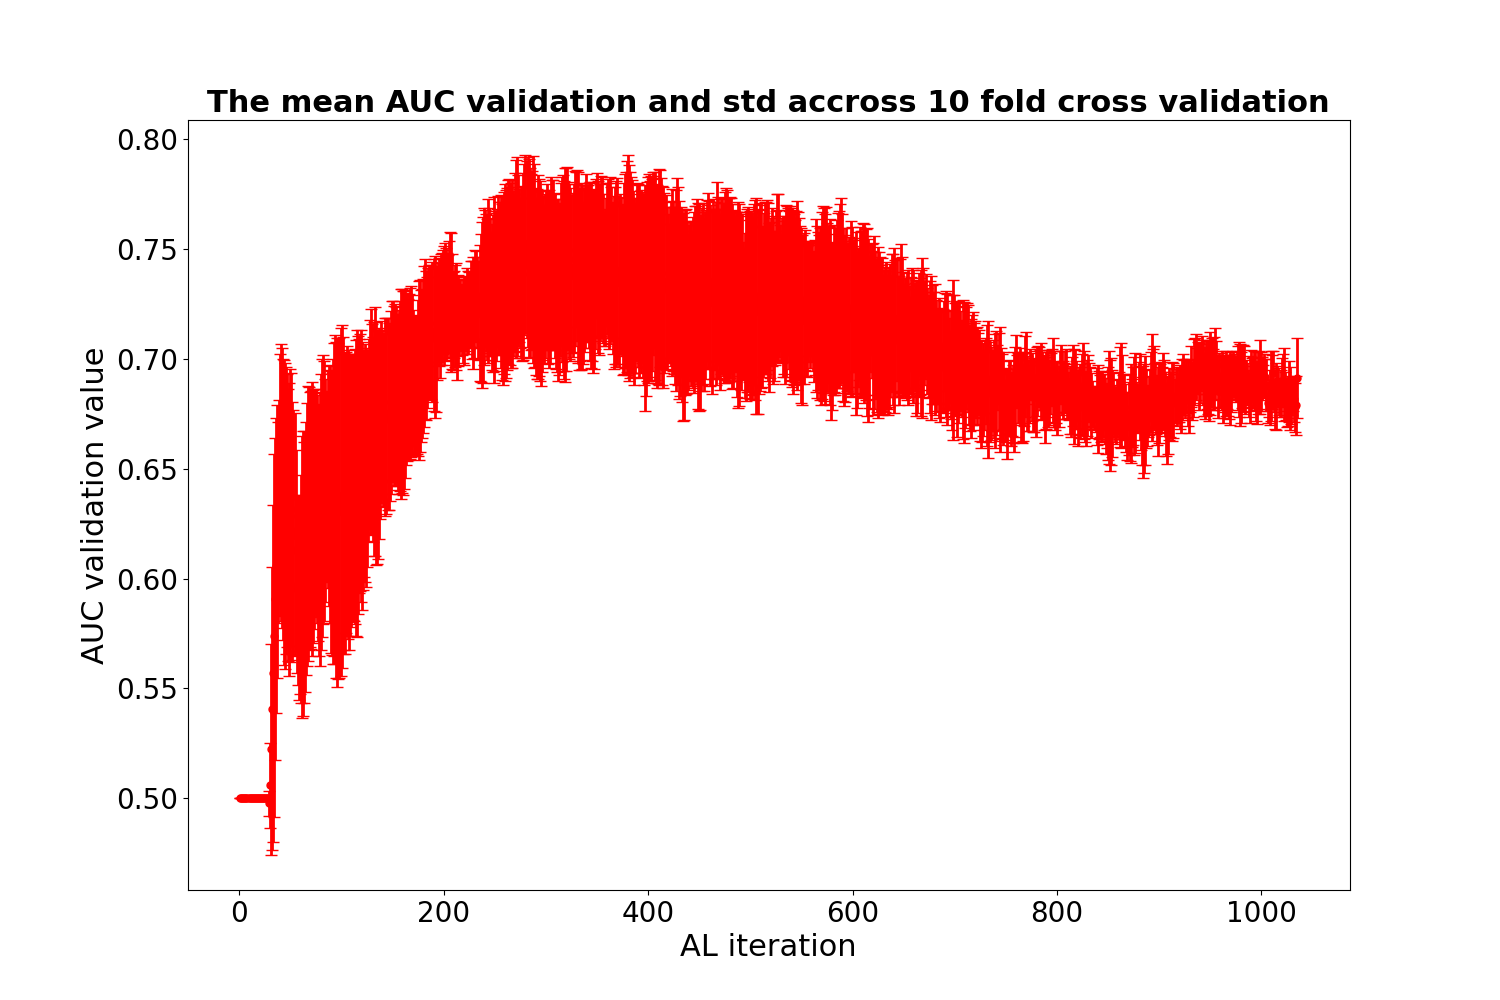 The mean AUC validation and std accross 10 fold cross validation
0.80
0.75
0.70
0.65
0.60
0.55
0.50
AUC validation value
0 200 400 600 800 1000
AL iteration